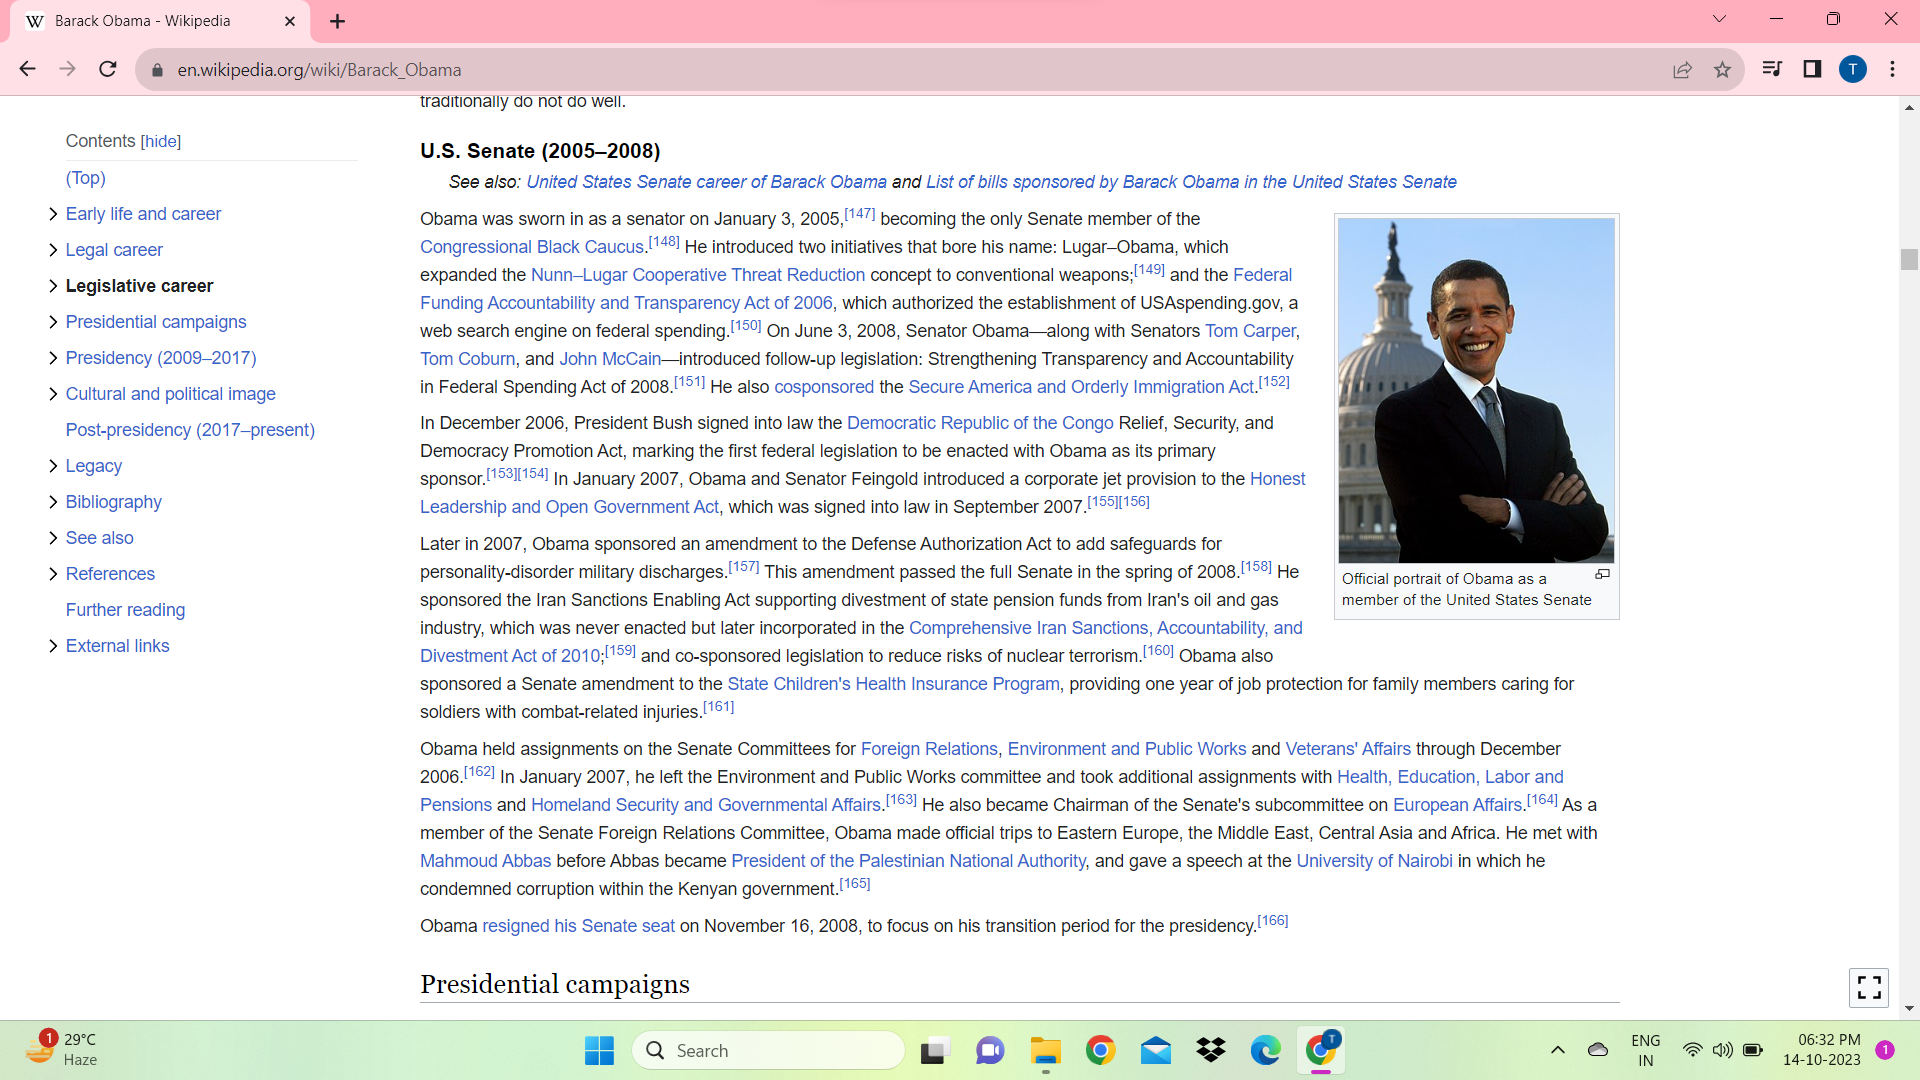 Barack Obama - Wikipedia
en.wikipedia.org/wiki/Barack_Obama
T
traditionally do not do well.
Contents [hide]
(Top)
Early life and career
Legal career
Legislative career
Presidential campaigns
Presidency (2009–2017)
Cultural and political image
Post-presidency (2017–present)
Legacy
Bibliography
See also
References
Further reading
External links
U.S. Senate (2005–2008)
See also: United States Senate career of Barack Obama and List of bills sponsored by Barack Obama in the United States Senate
Obama was sworn in as a senator on January 3, 2005,[147] becoming the only Senate member of the
Congressional Black Caucus.[148] He introduced two initiatives that bore his name: Lugar–Obama, which
expanded the Nunn–Lugar Cooperative Threat Reduction concept to conventional weapons;[149] and the Federal
Funding Accountability and Transparency Act of 2006, which authorized the establishment of USAspending.gov, a
web search engine on federal spending.[150] On June 3, 2008, Senator Obama—along with Senators Tom Carper,
Tom Coburn, and John McCain—introduced follow-up legislation: Strengthening Transparency and Accountability
in Federal Spending Act of 2008.[151] He also cosponsored the Secure America and Orderly Immigration Act.[152]
In December 2006, President Bush signed into law the Democratic Republic of the Congo Relief, Security, and
Democracy Promotion Act, marking the first federal legislation to be enacted with Obama as its primary
sponsor.[153][154] In January 2007, Obama and Senator Feingold introduced a corporate jet provision to the Honest
Leadership and Open Government Act, which was signed into law in September 2007.[155][156]
Official portrait of Obama as a
member of the United States Senate
Later in 2007, Obama sponsored an amendment to the Defense Authorization Act to add safeguards for
personality-disorder military discharges.[157] This amendment passed the full Senate in the spring of 2008.[158] He
sponsored the Iran Sanctions Enabling Act supporting divestment of state pension funds from Iran's oil and gas
industry, which was never enacted but later incorporated in the Comprehensive Iran Sanctions, Accountability, and
Divestment Act of 2010;[159] and co-sponsored legislation to reduce risks of nuclear terrorism.[160] Obama also
sponsored a Senate amendment to the State Children's Health Insurance Program, providing one year of job protection for family members caring for
soldiers with combat-related injuries.[161]
Obama held assignments on the Senate Committees for Foreign Relations, Environment and Public Works and Veterans' Affairs through December
2006.[162] In January 2007, he left the Environment and Public Works committee and took additional assignments with Health, Education, Labor and
Pensions and Homeland Security and Governmental Affairs.[163] He also became Chairman of the Senate's subcommittee on European Affairs.[164] As a
member of the Senate Foreign Relations Committee, Obama made official trips to Eastern Europe, the Middle East, Central Asia and Africa. He met with
Mahmoud Abbas before Abbas became President of the Palestinian National Authority, and gave a speech at the University of Nairobi in which he
condemned corruption within the Kenyan government.[165]
Obama resigned his Senate seat on November 16, 2008, to focus on his transition period for the presidency.[166]
Presidential campaigns
1
29°C
Haze
Search
T
ENG
IN
06:32 PM
14-10-2023
1